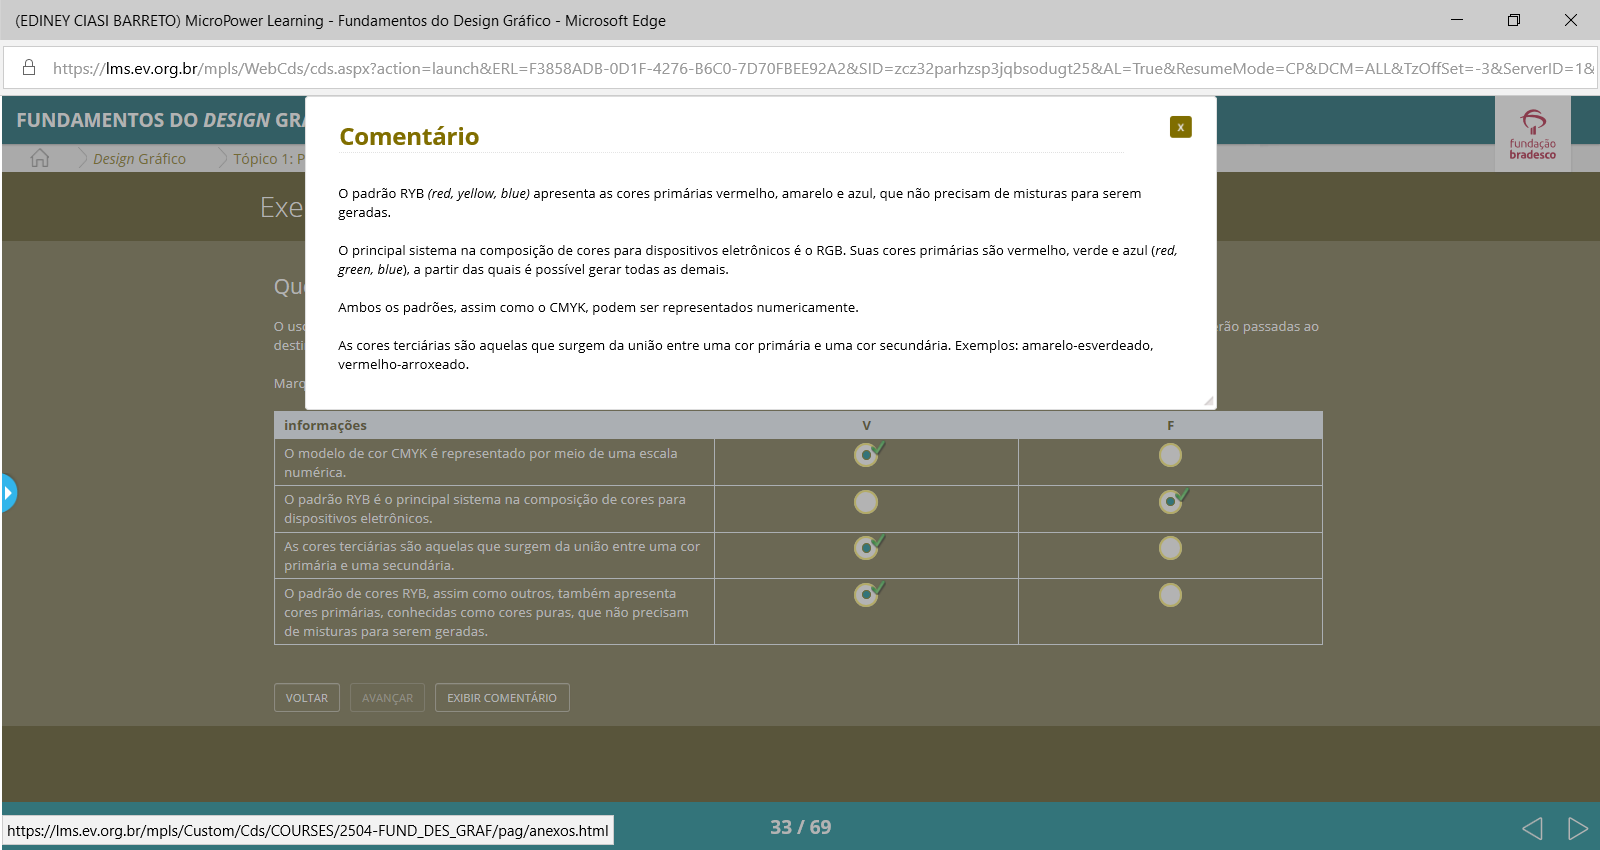 (EDINEY CIASI BARRETO) MicroPower Learning - Fundamentos do Design Gráfico - Microsoft Edge
https://lms.ev.org.br/mpls/WebCds/cds.aspx?action=launch&ERL=F3858ADB-0D1F-4276-B6C0-7D70FBEE92A2&SID=zcz32parhzsp3jqbsodugt25&AL=True&ResumeMode=CP&DCM=ALL&TzOffSet=-3&ServerID=1&
FUNDAMENTOS DO DESIGN GRÁ
fundação
bradesco
Design Gráfico
Tópico 1: P
Exe
Comentário
x
O padrão RYB (red, yellow, blue) apresenta as cores primárias vermelho, amarelo e azul, que não precisam de misturas para serem
geradas.
O principal sistema na composição de cores para dispositivos eletrônicos é o RGB. Suas cores primárias são vermelho, verde e azul (red,
green, blue), a partir das quais é possível gerar todas as demais.
Ambos os padrões, assim como o CMYK, podem ser representados numericamente.
As cores terciárias são aquelas que surgem da união entre uma cor primária e uma cor secundária. Exemplos: amarelo-esverdeado,
vermelho-arroxeado.
Que
O uso
erão passadas ao
desti
Marq
informações V F
O modelo de cor CMYK é representado por meio de uma escala
numérica.
O padrão RYB é o principal sistema na composição de cores para
dispositivos eletrônicos.
As cores terciárias são aquelas que surgem da união entre uma cor
primária e uma secundária.
O padrão de cores RYB, assim como outros, também apresenta
cores primárias, conhecidas como cores puras, que não precisam
de misturas para serem geradas.
VOLTAR AVANÇAR EXIBIR COMENTÁRIO
33 / 69
https://lms.ev.org.br/mpls/Custom/Cds/COURSES/2504-FUND_DES_GRAF/pag/anexos.html